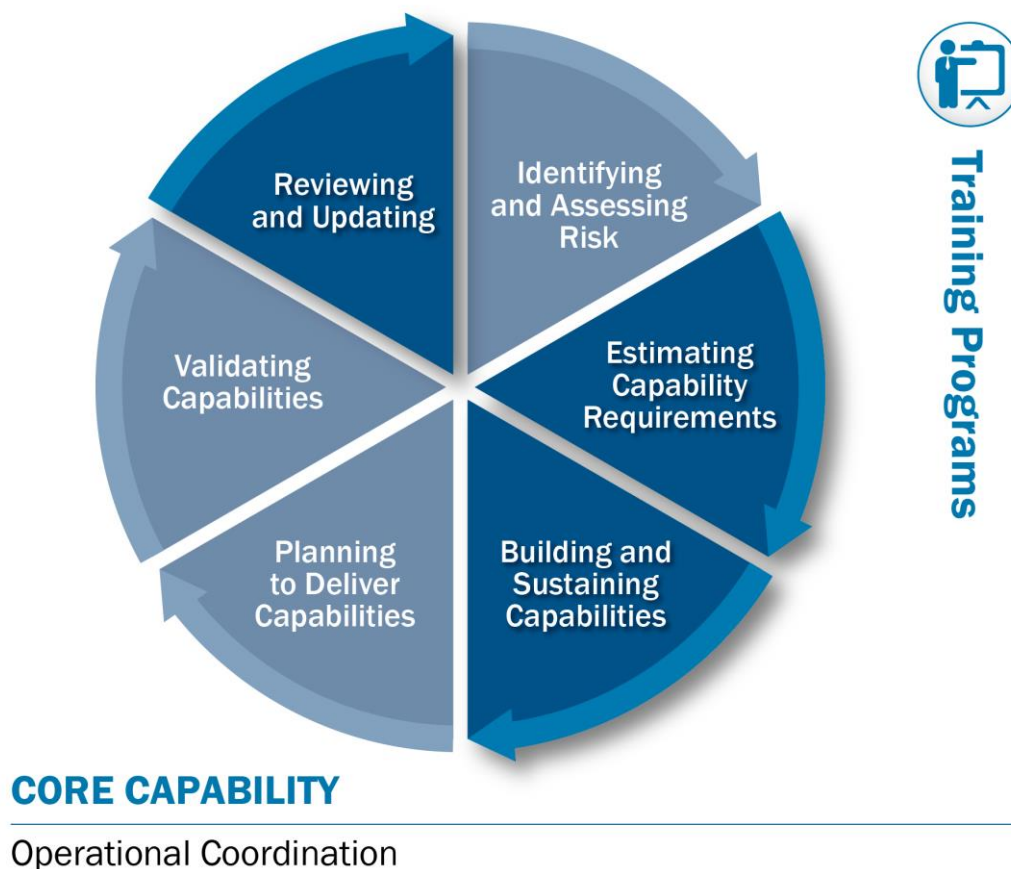 Reviewing
and Updating
Identifying
and Assessing
Risk
Estimating
Capability
Requirements
Building and
Sustaining
Capabilities
Planning
to Deliver
Capabilities
Validating
Capabilities
Training Programs
CORE CAPABILITY
Operational Coordination